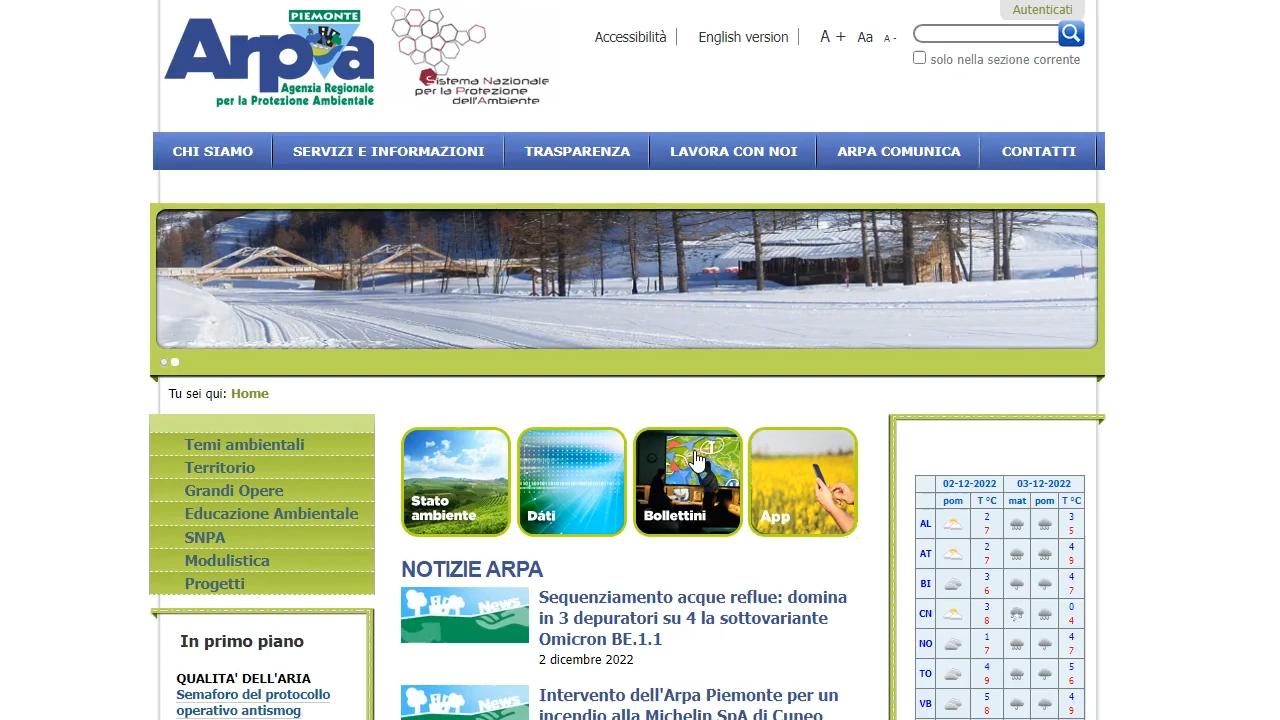 PIEMONTE
Arpa
Agenzia Regionale
per la Protezione Ambientale
Sistema Nazionale
per la Protezione
dell'Ambiente
Accessibilità
English version
A +
Aa
A -
Autenticati
solo nella sezione corrente
CHI SIAMO
SERVIZI E INFORMAZIONI
TRASPARENZA
LAVORA CON NOI
ARPA COMUNICA
CONTATTI
Tu sei qui: Home
Temi ambientali
Territorio
Grandi Opere
Educazione Ambientale
SNPA
Modulistica
Progetti
In primo piano
QUALITA' DELL'ARIA
Semaforo del protocollo
operativo antismog
Stato
ambiente
Dati
Bollettini
App
NOTIZIE ARPA
News
Sequenziamento acque reflue: domina
in 3 depuratori su 4 la sottovariante
Omicron BE.1.1
2 dicembre 2022
News
Intervento dell'Arpa Piemonte per un
incendio alla Michelin SpA di Cuneo
02-12-2022 03-12-2022
pom T °C mat pom T °C
AL 2 7 3 5
AT 2 7 4 9
BI 3 6 4 7
CN 3 8 0 4
NO 1 7 4 7
TO 4 9 5 6
VB 5 8 4 9